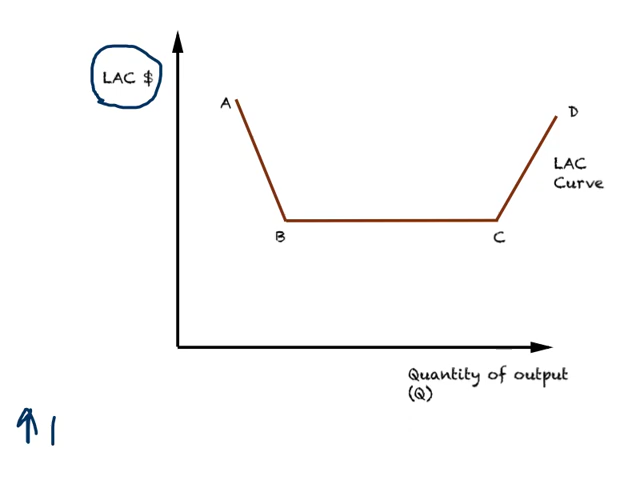 LAC $
A
D
LAC
Curve
B
C
Quantity of output
(Q)